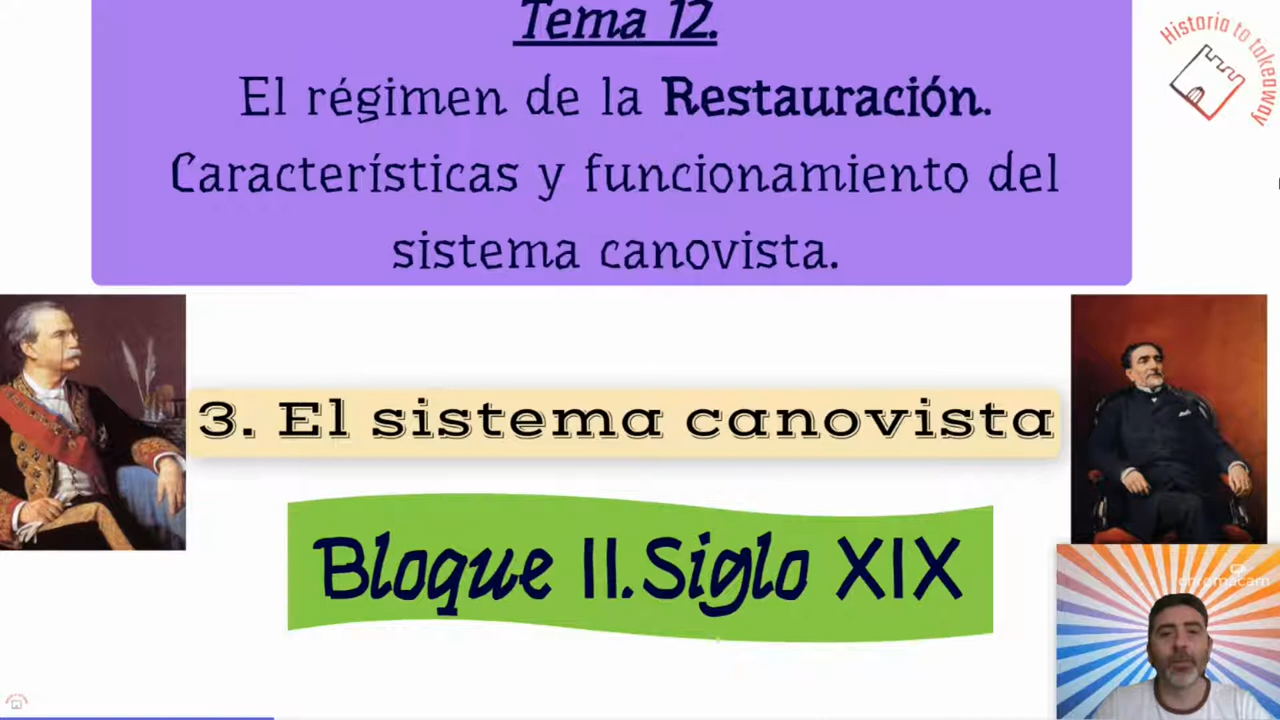 Tema 12.
El régimen de la Restauración.
Características y funcionamiento del
sistema canovista.
Historia to takeaway
3. El sistema canovista
Bloque II.Siglo XIX
chromacam